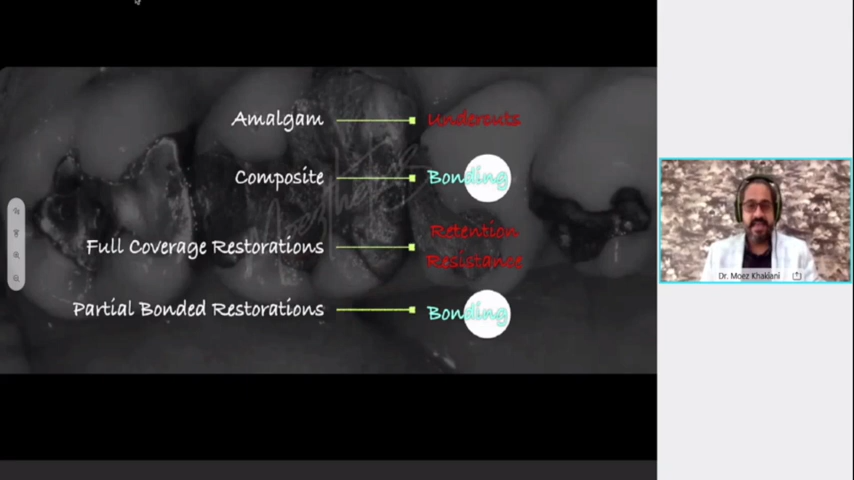 Amalgam
Undercuts
Composite
Bonding
Full Coverage Restorations
Retention
Resistance
Partial Bonded Restorations
Bonding
Dr. Moez Khakiani